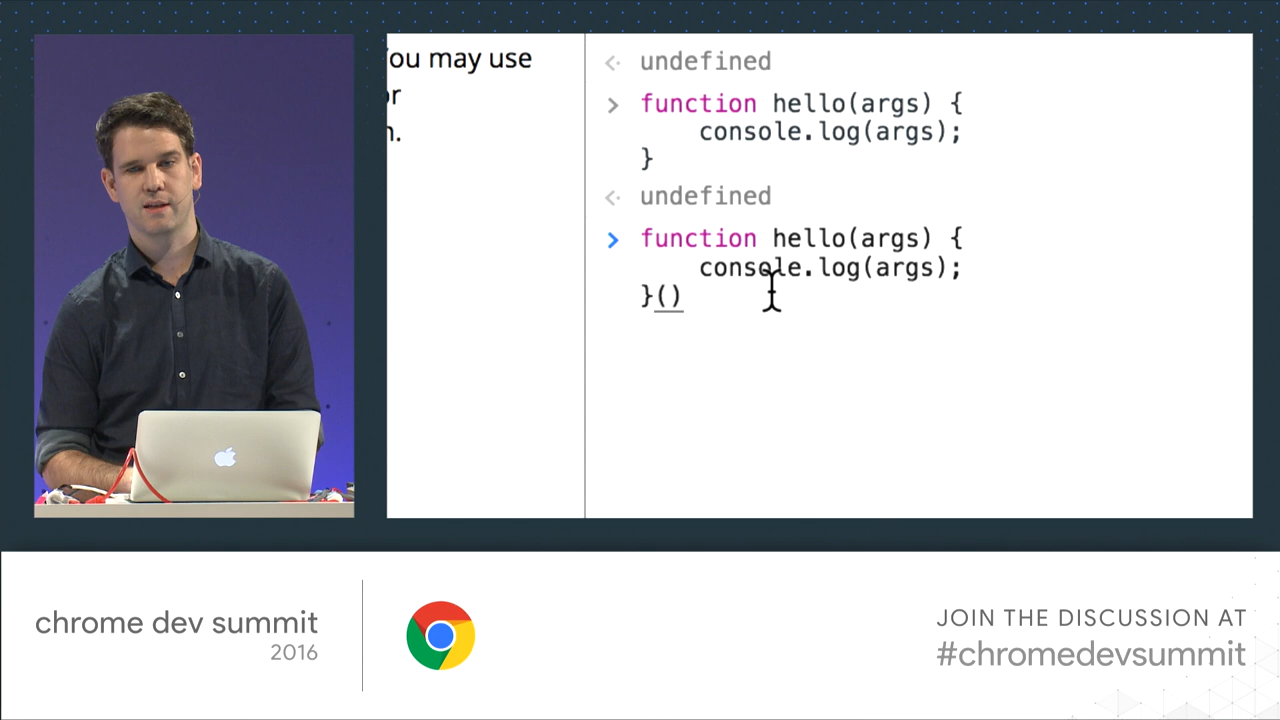 ou may use
or
n.
undefined
function hello(args) {
console.log(args);
}
undefined
function hello(args) {
console.log(args);
}()
chrome dev summit
2016
JOIN THE DISCUSSION AT
#chromedevsummit